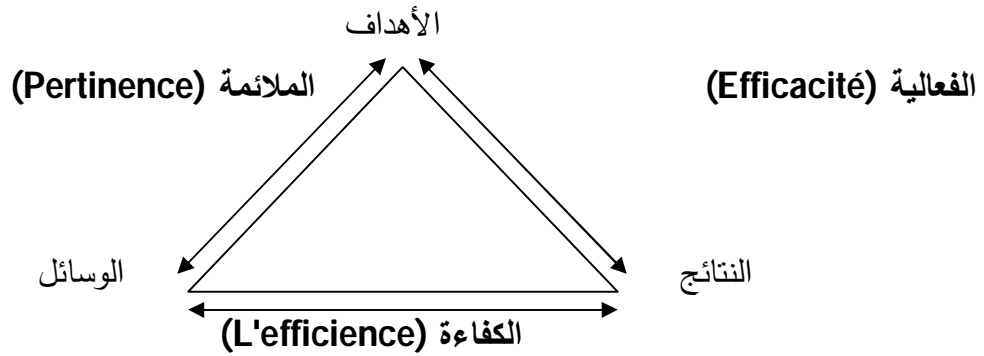 الأهداف
الفعالية (Efficacité)
الملائمة (Pertinence)
النتائج
الوسائل
الكفاءة (L'efficience)